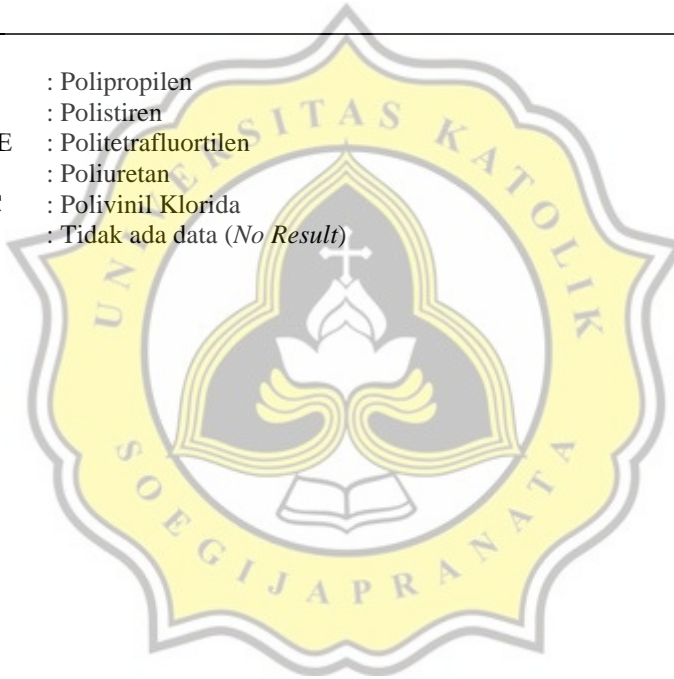 : Polipropilen
: Polistiren
E : Politetrafluortilen
: Poliuretan
: Polivinil Klorida
: Tidak ada data (No Result)
UNIVERSITAS KATOLIK
SOEGIJAPRANATA